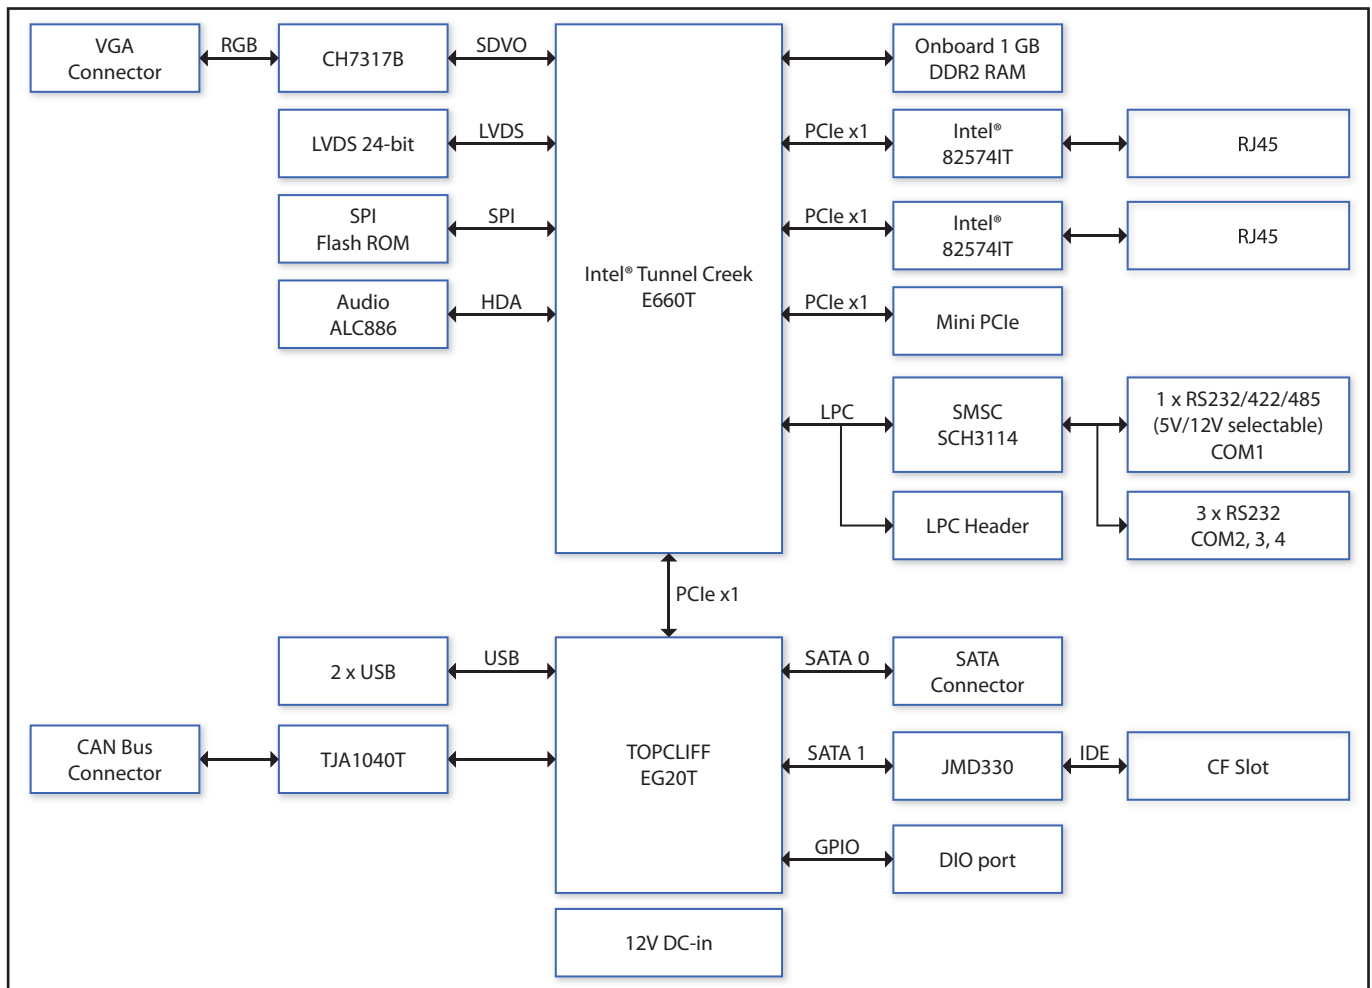 VGA
Connector
RGB
CH7317B
SDVO
Onboard 1 GB
DDR2 RAM
LVDS 24-bit
LVDS
PCIe x1
Intel®
82574IT
RJ45
SPI
Flash ROM
SPI
PCIe x1
Intel®
82574IT
RJ45
Intel® Tunnel Creek
E660T
Audio
ALC886
HDA
PCIe x1
Mini PCIe
LPC
SMSC
SCH3114
1 x RS232/422/485
(5V/12V selectable)
COM1
LPC Header
3 x RS232
COM2, 3, 4
PCIe x1
2 x USB
USB
SATA 0
SATA
Connector
CAN Bus
Connector
TJA1040T
TOPCLIFF
EG20T
SATA 1
JMD330
IDE
CF Slot
GPIO
DIO port
12V DC-in